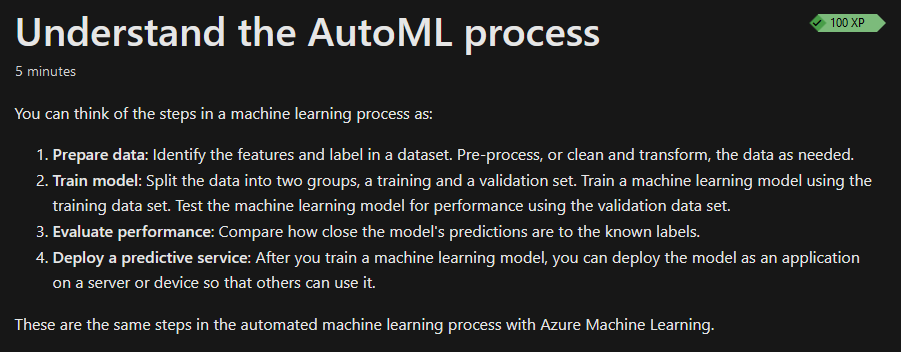 Understand the AutoML process
100 XP
5 minutes
You can think of the steps in a machine learning process as:
1. Prepare data: Identify the features and label in a dataset. Pre-process, or clean and transform, the data as needed.
2. Train model: Split the data into two groups, a training and a validation set. Train a machine learning model using the
training data set. Test the machine learning model for performance using the validation data set.
3. Evaluate performance: Compare how close the model's predictions are to the known labels.
4. Deploy a predictive service: After you train a machine learning model, you can deploy the model as an application
on a server or device so that others can use it.
These are the same steps in the automated machine learning process with Azure Machine Learning.